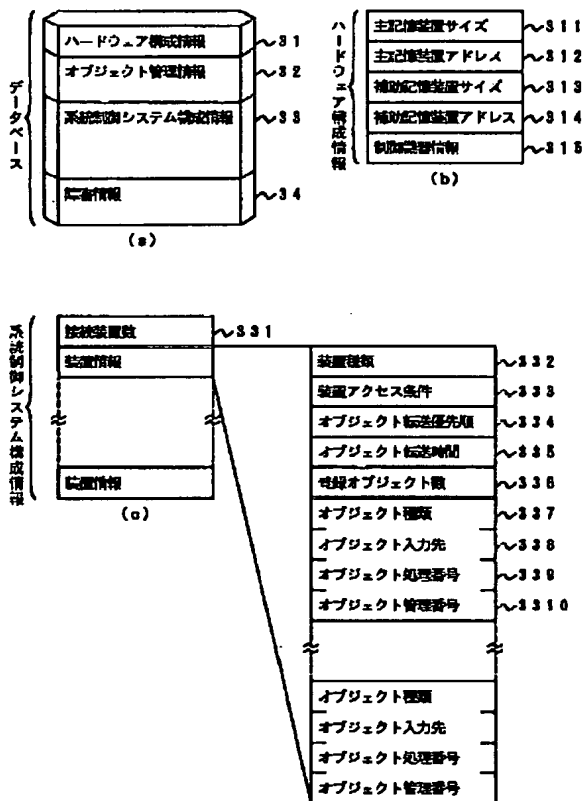 データベース
ハードウェア構成情報 31
オブジェクト管理情報 32
系統制御システム構成情報 33
障害情報 34
(a)
ハードウェア構成情報
主記憶装置サイズ 311
主記憶装置アドレス 312
補助記憶装置サイズ 313
補助記憶装置アドレス 314
制御装置情報 315
(b)
系統制御システム構成情報
接続装置数 331
装置情報
装置情報
(c)
装置種類 332
装置アクセス条件 333
オブジェクト転送優先順 334
オブジェクト転送時間 335
登録オブジェクト数 336
オブジェクト種類 337
オブジェクト入力先 338
オブジェクト処理番号 339
オブジェクト管理番号 3310
オブジェクト種類
オブジェクト入力先
オブジェクト処理番号
オブジェクト管理番号